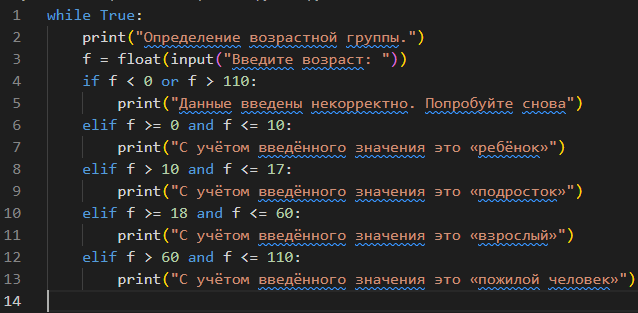 1 while True:
2     print("Определение возрастной группы.")
3     f = float(input("Введите возраст: "))
4     if f < 0 or f > 110:
5         print("Данные введены некорректно. Попробуйте снова")
6     elif f >= 0 and f <= 10:
7         print("С учётом введённого значения это «ребёнок»")
8     elif f > 10 and f <= 17:
9         print("С учётом введённого значения это «подросток»")
10     elif f >= 18 and f <= 60:
11         print("С учётом введённого значения это «взрослый»")
12     elif f > 60 and f <= 110:
13         print("С учётом введённого значения это «пожилой человек»")
14